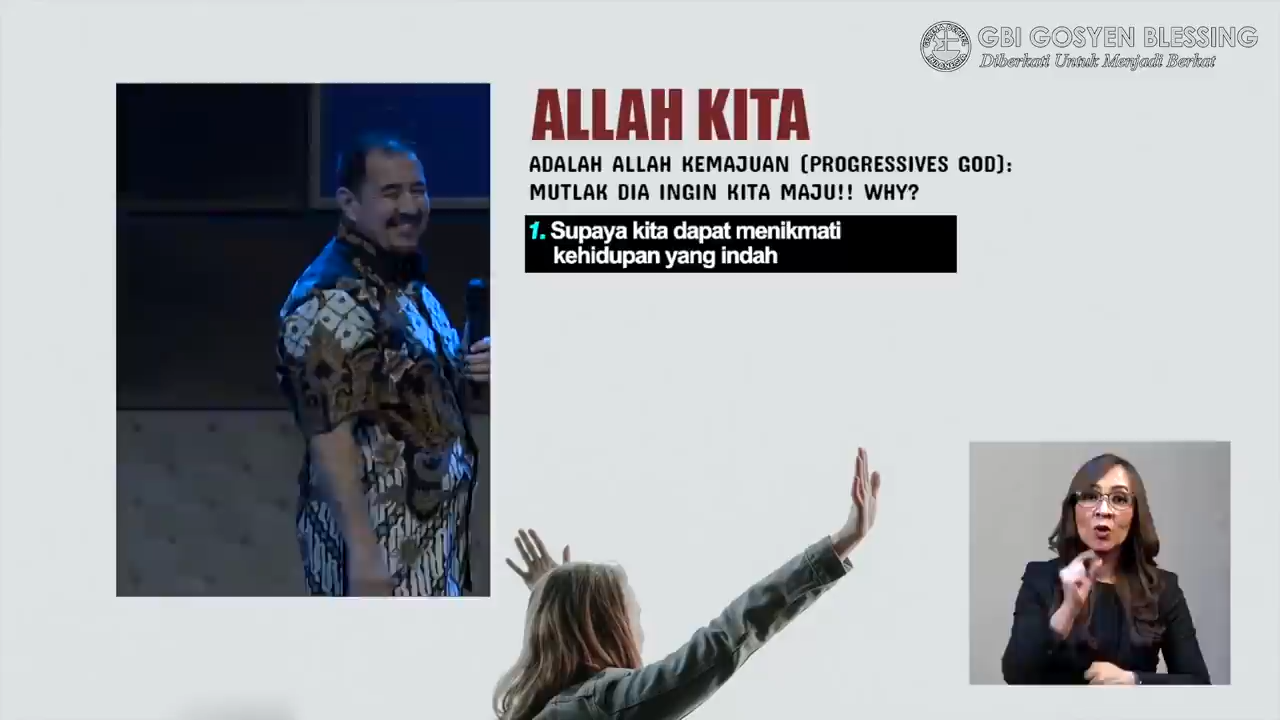 GBI GOSYEN BLESSING
Diberkati Untuk Menjadi Berkat
ALLAH KITA
ADALAH ALLAH KEMAJUAN (PROGRESSIVES GOD):
MUTLAK DIA INGIN KITA MAJU!! WHY?
1. Supaya kita dapat menikmati
kehidupan yang indah